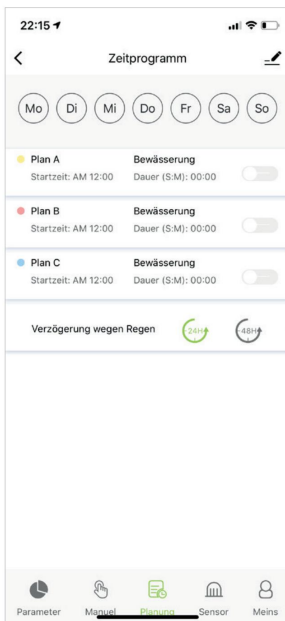 22:15
Zeitprogramm
Mo Di Mi Do Fr Sa So
Plan A Bewässerung
Startzeit: AM 12:00 Dauer (S:M): 00:00
Plan B Bewässerung
Startzeit: AM 12:00 Dauer (S:M): 00:00
Plan C Bewässerung
Startzeit: AM 12:00 Dauer (S:M): 00:00
Verzögerung wegen Regen 24H 48H
Parameter Manuel Planung Sensor Meins